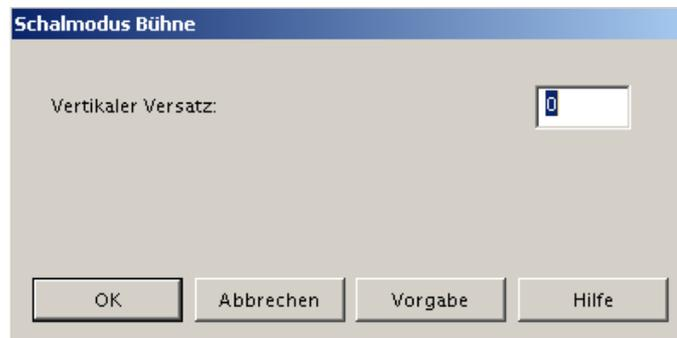 Schalmodus Bühne
Vertikaler Versatz: 0
OK Abbrechen Vorgabe Hilfe